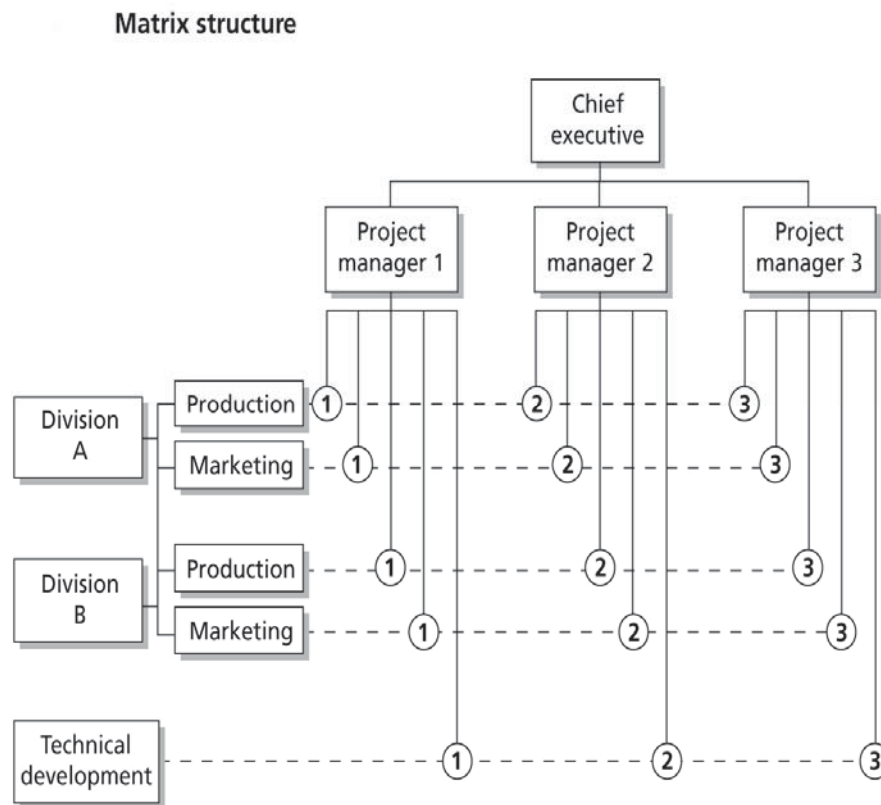 Matrix structure
Chief
executive
Project
manager 1
Project
manager 2
Project
manager 3
Division
A
Production
1
2
3
Marketing
1
2
3
Division
B
Production
1
2
3
Marketing
1
2
3
Technical
development
1
2
3